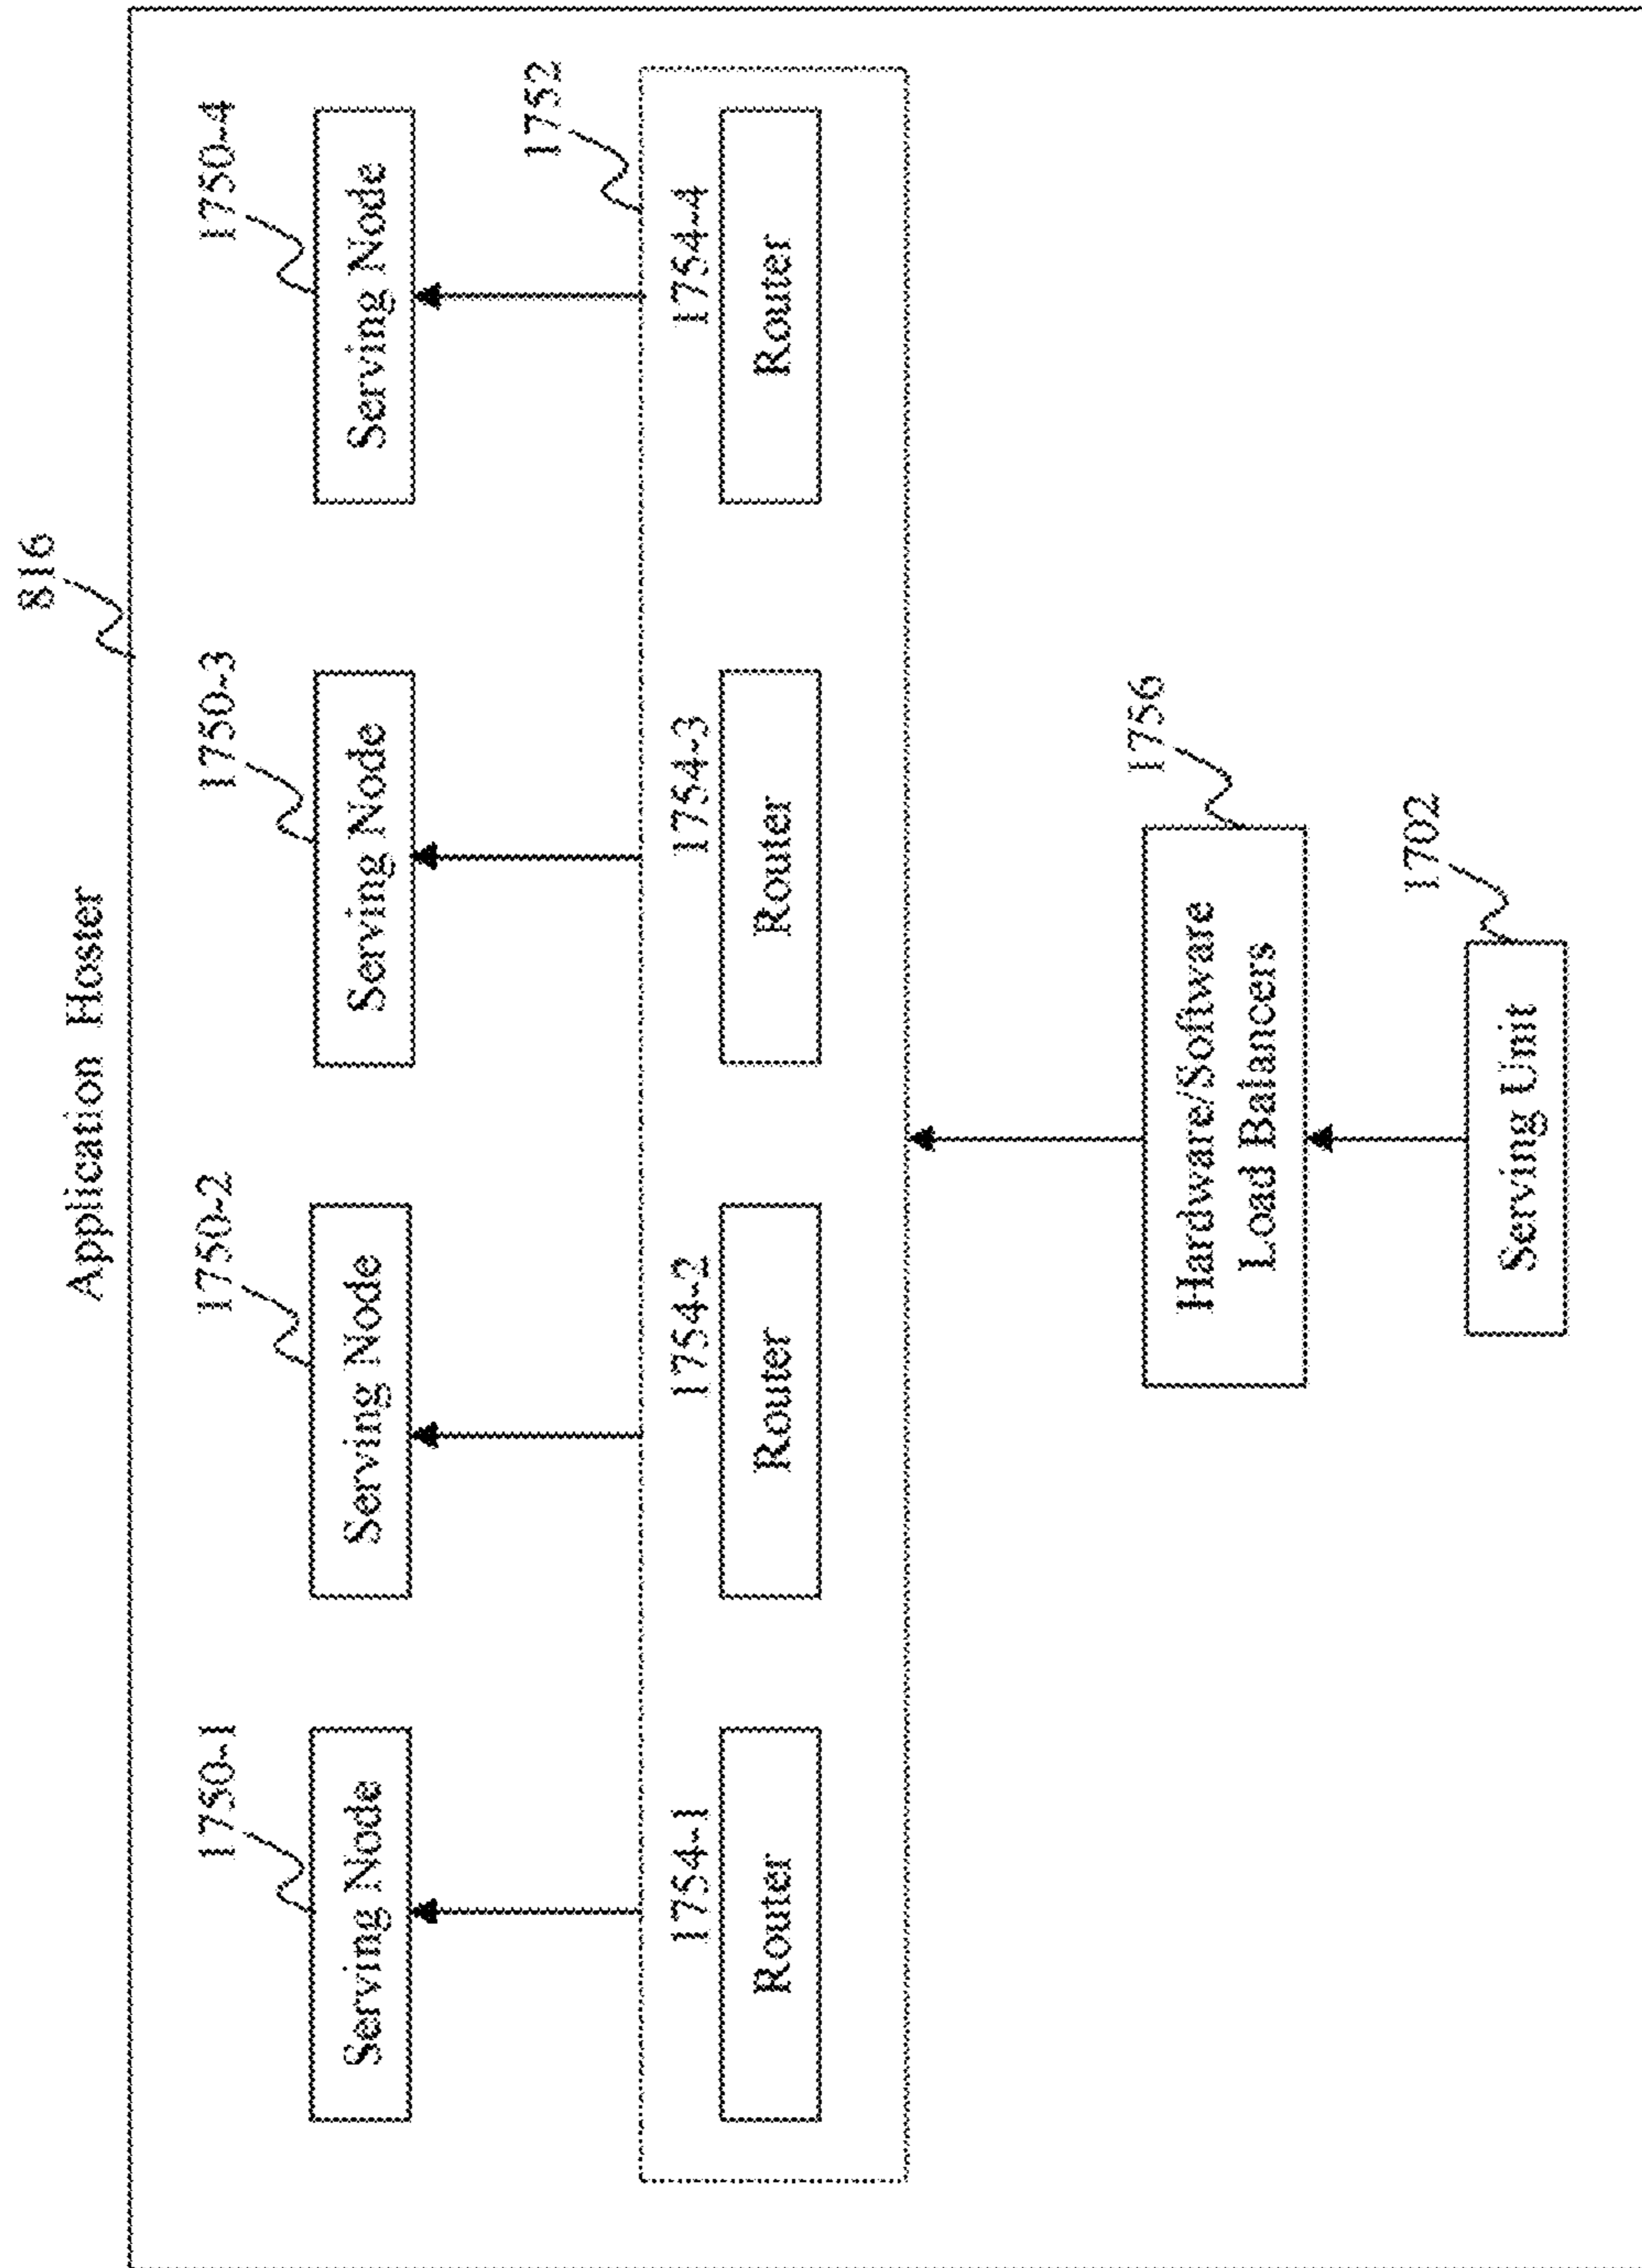 Application Hoster
816
1750-1
1750-2
1750-3
1750-4
Serving Node
Serving Node
Serving Node
Serving Node
1752
1754-1
1754-2
1754-3
1754-4
Router
Router
Router
Router
1756
Hardware/Software
Load Balancers
1702
Serving Unit